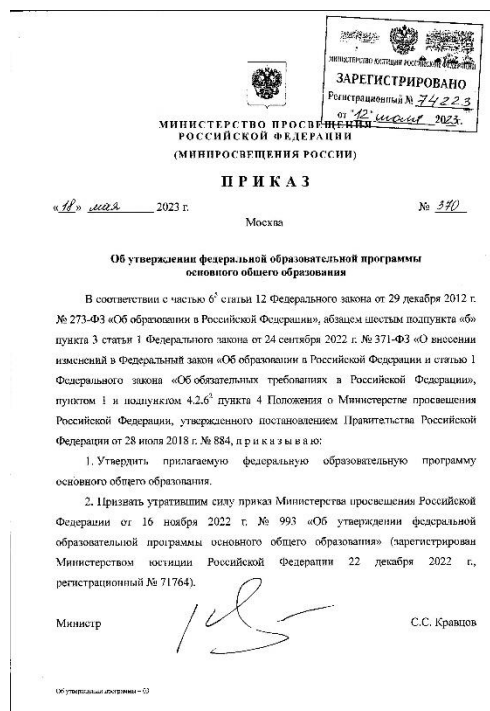 МИНИСТЕРСТВО ЮСТИЦИИ РОССИЙСКОЙ ФЕДЕРАЦИИ
ЗАРЕГИСТРИРОВАНО
Регистрационный № 74223
от "12" июля 2023.
МИНИСТЕРСТВО ПРОСВЕЩЕНИЯ
РОССИЙСКОЙ ФЕДЕРАЦИИ
(МИНПРОСВЕЩЕНИЯ РОССИИ)
ПРИКАЗ
«18» мая 2023 г. № 370
Москва
Об утверждении федеральной образовательной программы
основного общего образования
В соответствии с частью 6⁵ статьи 12 Федерального закона от 29 декабря 2012 г.
№ 273-ФЗ «Об образовании в Российской Федерации», абзацем шестым подпункта «б»
пункта 3 статьи 1 Федерального закона от 24 сентября 2022 г. № 371-ФЗ «О внесении
изменений в Федеральный закон «Об образовании в Российской Федерации и статью 1
Федерального закона «Об обязательных требованиях в Российской Федерации»,
пунктом 1 и подпунктом 4.2.6² пункта 4 Положения о Министерстве просвещения
Российской Федерации, утвержденного постановлением Правительства Российской
Федерации от 28 июля 2018 г. № 884, приказываю:
1. Утвердить прилагаемую федеральную образовательную программу
основного общего образования.
2. Признать утратившим силу приказ Министерства просвещения Российской
Федерации от 16 ноября 2022 г. № 993 «Об утверждении федеральной
образовательной программы основного общего образования» (зарегистрирован
Министерством юстиции Российской Федерации 22 декабря 2022 г.,
регистрационный № 71764).
Министр С.С. Кравцов
Об утверждении программы – 03